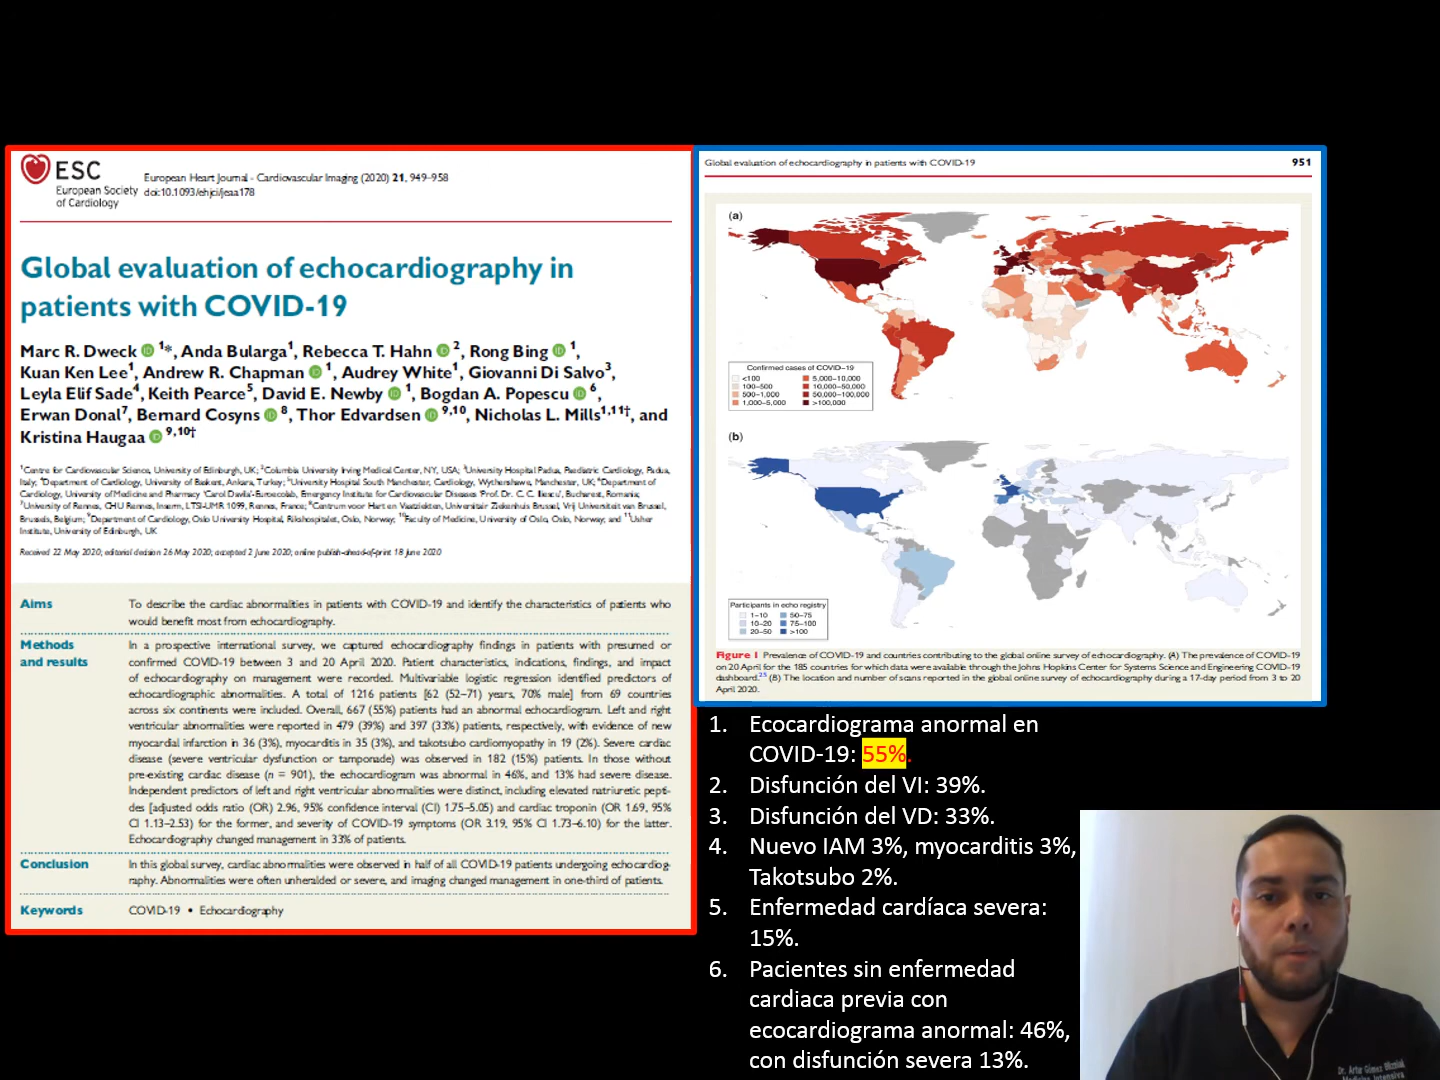 ESC
European Society
of Cardiology
European Heart Journal - Cardiovascular Imaging (2020) 21, 949–958
doi:10.1093/ehjci/jeaa178
Global evaluation of echocardiography in
patients with COVID-19
Marc R. Dweck 1*, Anda Bularga1, Rebecca T. Hahn 2, Rong Bing 1,
Kuan Ken Lee1, Andrew R. Chapman 1, Audrey White1, Giovanni Di Salvo3,
Leyla Elif Sade4, Keith Pearce5, David E. Newby 1, Bogdan A. Popescu 6,
Erwan Donal7, Bernard Cosyns 8, Thor Edvardsen 9,10, Nicholas L. Mills1,11†, and
Kristina Haugaa 9,10†
1Centre for Cardiovascular Science, University of Edinburgh, UK; 2Columbia University Irving Medical Center, NY, USA; 3University Hospital Padua, Paediatric Cardiology, Padua,
Italy; 4Department of Cardiology, University of Baskent, Ankara, Turkey; 5University Hospital South Manchester, Cardiology, Wythenshawe, Manchester, UK; 6Department of
Cardiology, University of Medicine and Pharmacy 'Carol Davila'-Euroecolab, Emergency Institute for Cardiovascular Diseases 'Prof. Dr. C. C. Iliescu', Bucharest, Romania;
7University of Rennes, CHU Rennes, Inserm, LTSI-UMR 1099, Rennes, France; 8Centrum voor Hart en Vaatziekten, Universitair Ziekenhuis Brussel, Vrij Universiteit van Brussel,
Brussels, Belgium; 9Department of Cardiology, Oslo University Hospital, Rikshospitalet, Oslo, Norway; 10Faculty of Medicine, University of Oslo, Oslo, Norway; and 11Usher
Institute, University of Edinburgh, UK
Received 22 May 2020; editorial decision 26 May 2020; accepted 2 June 2020; online publish-ahead-of-print 18 June 2020
Aims
To describe the cardiac abnormalities in patients with COVID-19 and identify the characteristics of patients who
would benefit most from echocardiography.
Methods
and results
In a prospective international survey, we captured echocardiography findings in patients with presumed or
confirmed COVID-19 between 3 and 20 April 2020. Patient characteristics, indications, findings, and impact
of echocardiography on management were recorded. Multivariable logistic regression identified predictors of
echocardiographic abnormalities. A total of 1216 patients [62 (52–71) years, 70% male] from 69 countries
across six continents were included. Overall, 667 (55%) patients had an abnormal echocardiogram. Left and right
ventricular abnormalities were reported in 479 (39%) and 397 (33%) patients, respectively, with evidence of new
myocardial infarction in 36 (3%), myocarditis in 35 (3%), and takotsubo cardiomyopathy in 19 (2%). Severe cardiac
disease (severe ventricular dysfunction or tamponade) was observed in 182 (15%) patients. In those without
pre-existing cardiac disease (n = 901), the echocardiogram was abnormal in 46%, and 13% had severe disease.
Independent predictors of left and right ventricular abnormalities were distinct, including elevated natriuretic pepti-
des [adjusted odds ratio (OR) 2.96, 95% confidence interval (CI) 1.75–5.05) and cardiac troponin (OR 1.69, 95%
CI 1.13–2.53) for the former, and severity of COVID-19 symptoms (OR 3.19, 95% CI 1.73–6.10) for the latter.
Echocardiography changed management in 33% of patients.
Conclusion
In this global survey, cardiac abnormalities were observed in half of all COVID-19 patients undergoing echocardiog-
raphy. Abnormalities were often unheralded or severe, and imaging changed management in one-third of patients.
Keywords
COVID-19 • Echocardiography
Global evaluation of echocardiography in patients with COVID-19
951
(a)
Confirmed cases of COVID-19
<100
100–500
500–1,000
1,000–5,000
5,000–10,000
10,000–50,000
50,000–100,000
>100,000
(b)
Participants in echo registry
1–10
10–20
20–50
50–75
75–100
>100
Figure 1 Prevalence of COVID-19 and countries contributing to the global online survey of echocardiography. (A) The prevalence of COVID-19
on 20 April for the 185 countries for which data were available through the Johns Hopkins Center for Systems Science and Engineering COVID-19
dashboard.25 (B) The location and number of scans reported in the global online survey of echocardiography during a 17-day period from 3 to 20
April 2020.
1. Ecocardiograma anormal en
COVID-19: 55%.
2. Disfunción del VI: 39%.
3. Disfunción del VD: 33%.
4. Nuevo IAM 3%, myocarditis 3%,
Takotsubo 2%.
5. Enfermedad cardíaca severa:
15%.
6. Pacientes sin enfermedad
cardiaca previa con
ecocardiograma anormal: 46%,
con disfunción severa 13%.
Dr. Artur Gómez
Medicina Intensiva